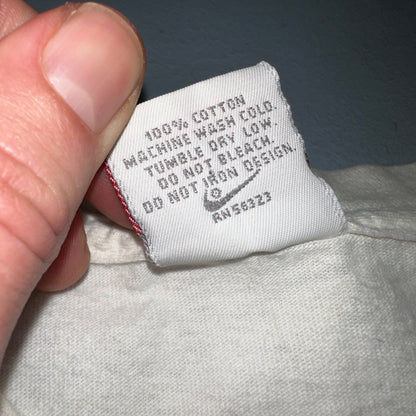 100% COTTON
MACHINE WASH COLD.
TUMBLE DRY LOW.
DO NOT BLEACH.
DO NOT IRON DESIGN.
RN 56323